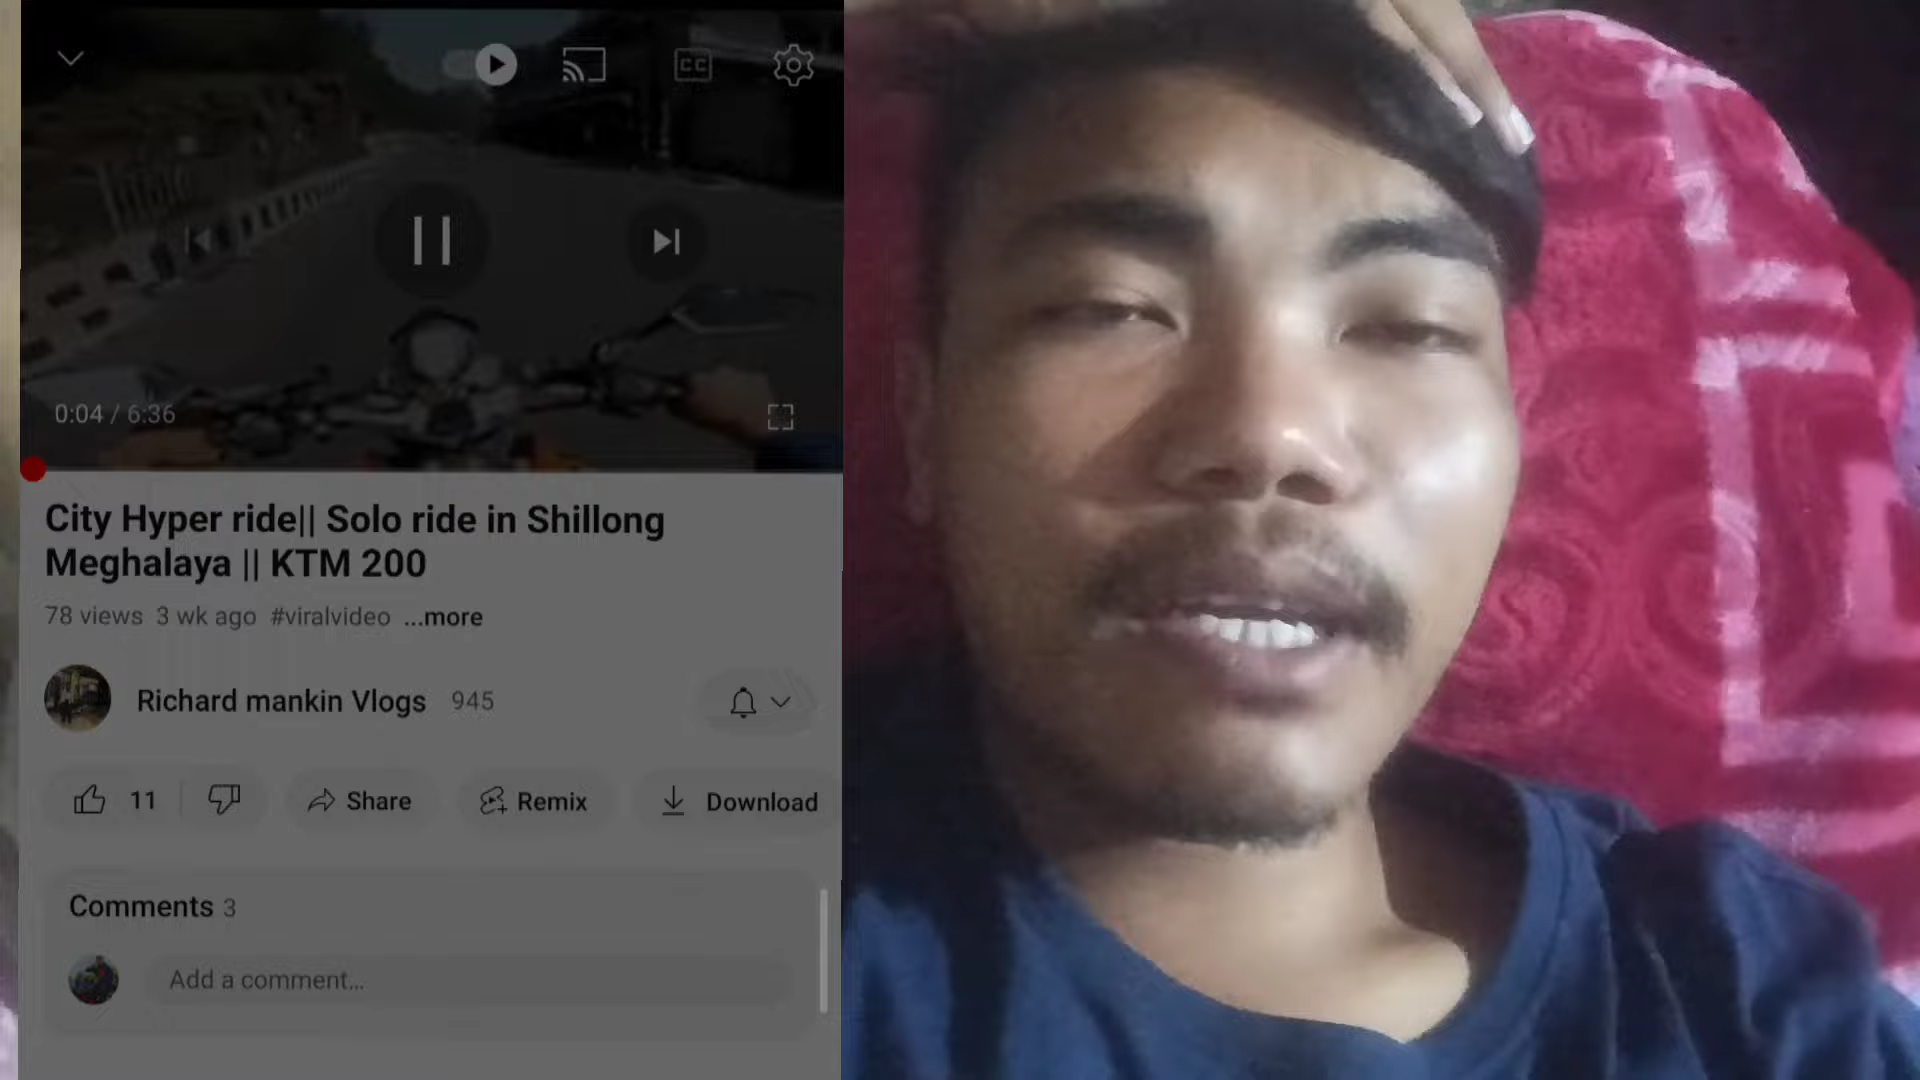 CC
0:04 / 6:36
City Hyper ride|| Solo ride in Shillong
Meghalaya || KTM 200
78 views 3 wk ago #viralvideo ...more
Richard mankin Vlogs 945
11 Share Remix Download
Comments 3
Add a comment...